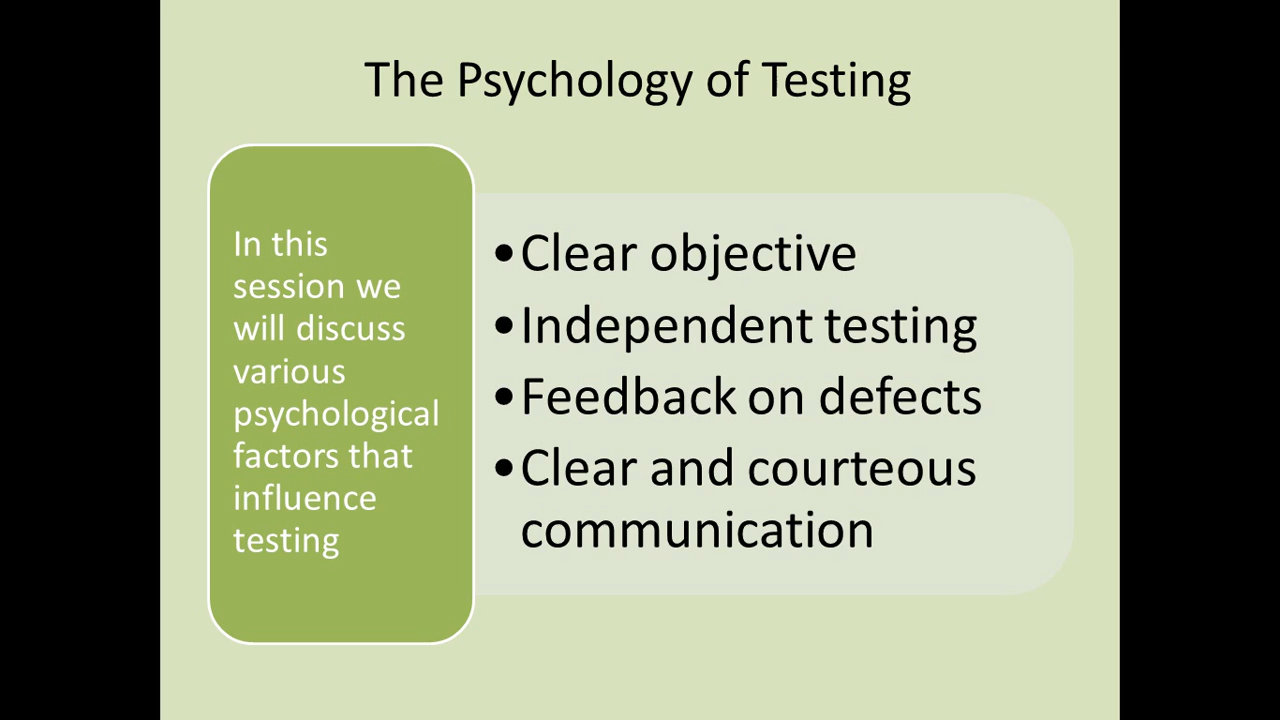 The Psychology of Testing
In this
session we
will discuss
various
psychological
factors that
influence
testing
•Clear objective
•Independent testing
•Feedback on defects
•Clear and courteous
communication